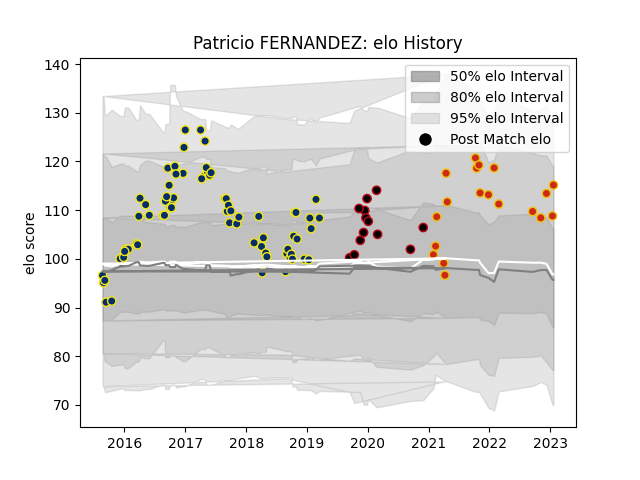 Patricio FERNANDEZ: elo History
50% elo Interval
80% elo Interval
95% elo Interval
Post Match elo
elo score
140
130
120
110
100
90
80
70
2016
2017
2018
2019
2020
2021
2022
2023